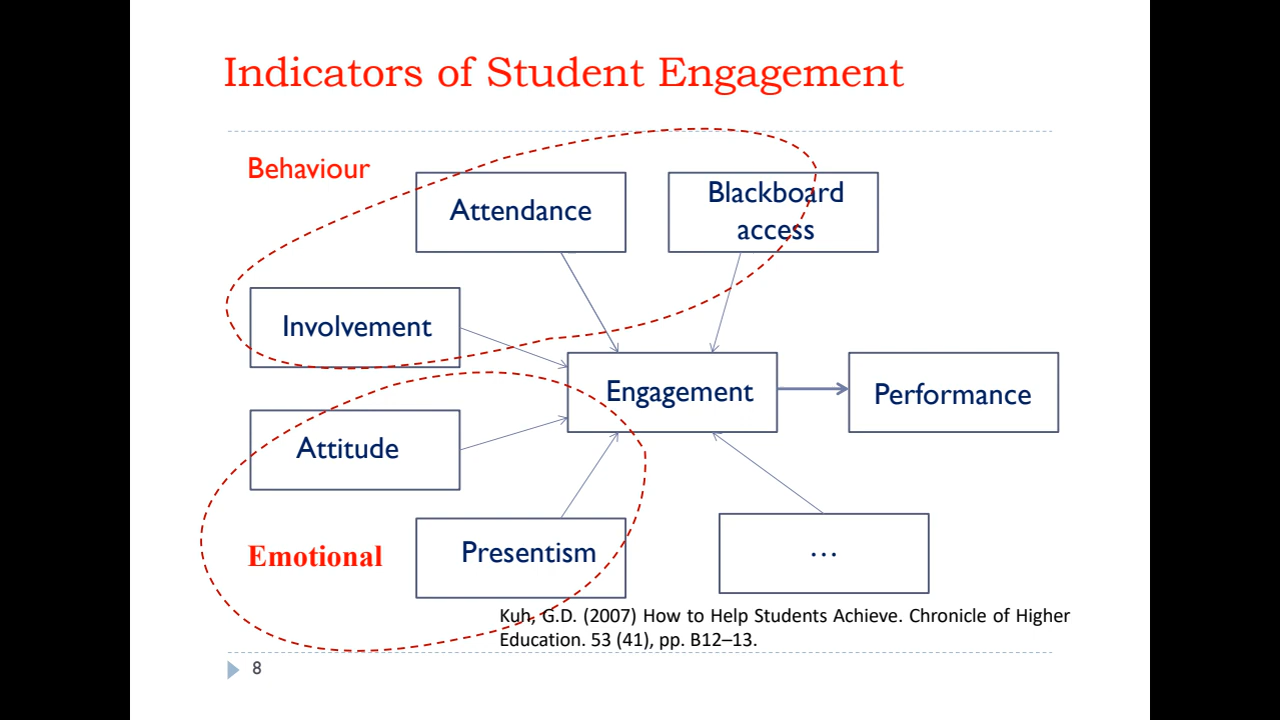 Indicators of Student Engagement
Behaviour
Attendance
Blackboard
access
Involvement
Engagement
Performance
Attitude
Emotional
Presentism
...
Kuh, G.D. (2007) How to Help Students Achieve. Chronicle of Higher
Education. 53 (41), pp. B12–13.
8